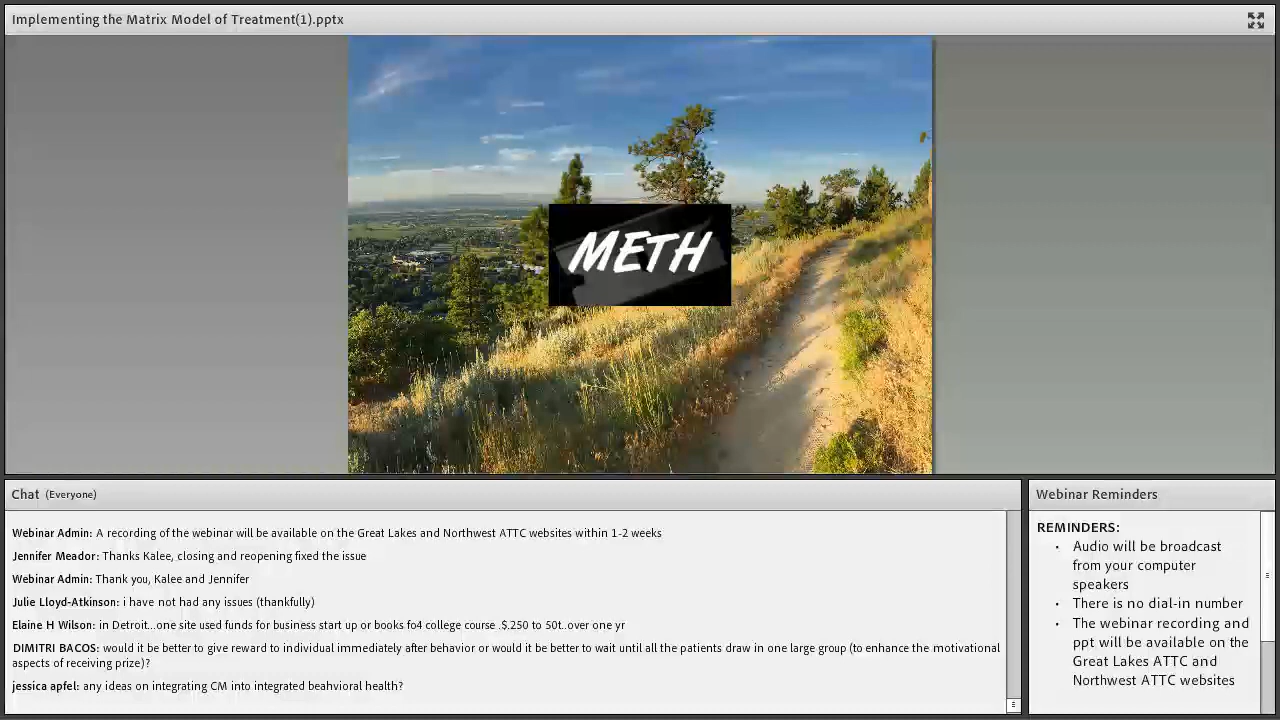 Implementing the Matrix Model of Treatment(1).pptx
METH
Chat (Everyone)
Webinar Admin: A recording of the webinar will be available on the Great Lakes and Northwest ATTC websites within 1-2 weeks
Jennifer Meador: Thanks Kalee, closing and reopening fixed the issue
Webinar Admin: Thank you, Kalee and Jennifer
Julie Lloyd-Atkinson: i have not had any issues (thankfully)
Elaine H Wilson: in Detroit...one site used funds for business start up or books fo4 college course .$.250 to 50t..over one yr
DIMITRI BACOS: would it be better to give reward to individual immediately after behavior or would it be better to wait until all the patients draw in one large group (to enhance the motivational
aspects of receiving prize)?
jessica apfel: any ideas on integrating CM into integrated beahvioral health?
Webinar Reminders
REMINDERS:
• Audio will be broadcast
from your computer
speakers
• There is no dial-in number
• The webinar recording and
ppt will be available on the
Great Lakes ATTC and
Northwest ATTC websites